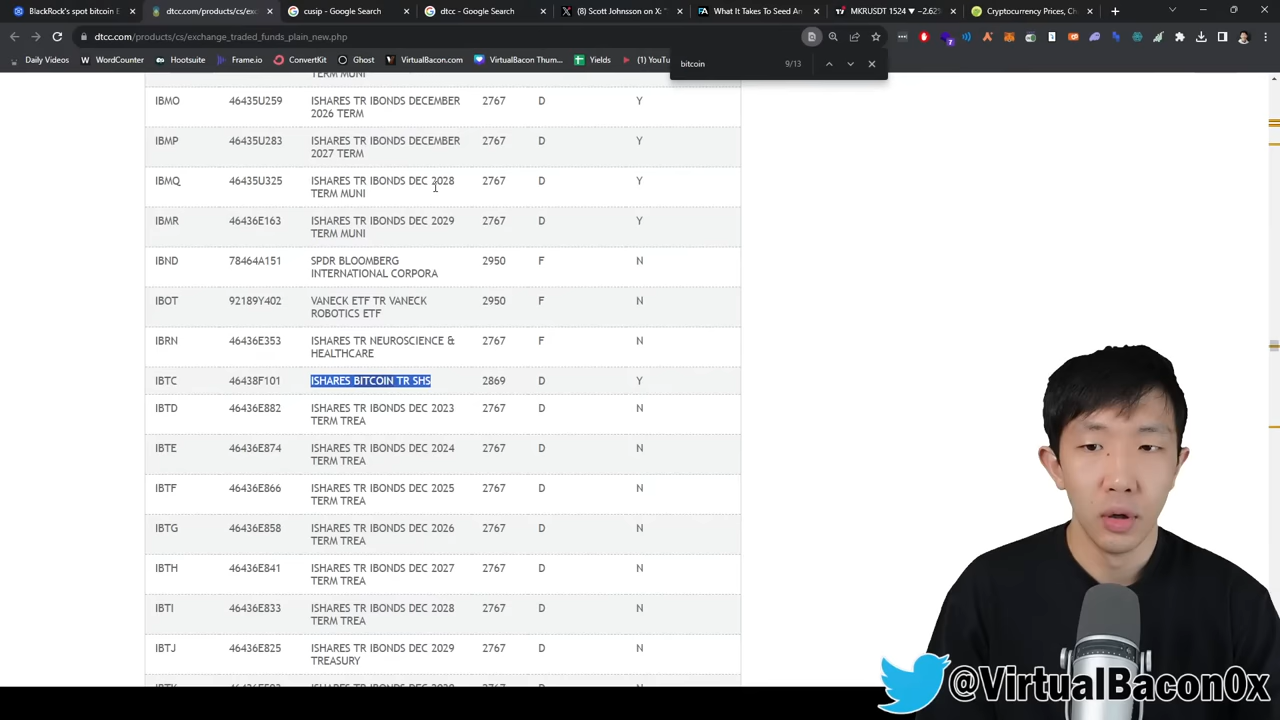 BlackRock's spot bitcoin E
dtcc.com/products/cs/exc
cusip - Google Search
dtcc - Google Search
(8) Scott Johnsson on X: "
What It Takes To Seed An
MKRUSDT 1524 ▼ −2.62
Cryptocurrency Prices, Ch
dtcc.com/products/cs/exchange_traded_funds_plain_new.php
Daily Videos
WordCounter
Hootsuite
Frame.io
ConvertKit
Ghost
VirtualBacon.com
VirtualBacon Thum...
Yields
(1) YouTu
bitcoin 9/13
TERM MUNI
IBMO 46435U259 ISHARES TR IBONDS DECEMBER 2767 D Y
2026 TERM
IBMP 46435U283 ISHARES TR IBONDS DECEMBER 2767 D Y
2027 TERM
IBMQ 46435U325 ISHARES TR IBONDS DEC 2028 2767 D Y
TERM MUNI
IBMR 46436E163 ISHARES TR IBONDS DEC 2029 2767 D Y
TERM MUNI
IBND 78464A151 SPDR BLOOMBERG 2950 F N
INTERNATIONAL CORPORA
IBOT 92189Y402 VANECK ETF TR VANECK 2950 F N
ROBOTICS ETF
IBRN 46436E353 ISHARES TR NEUROSCIENCE & 2767 F N
HEALTHCARE
IBTC 46438F101 ISHARES BITCOIN TR SHS 2869 D Y
IBTD 46436E882 ISHARES TR IBONDS DEC 2023 2767 D N
TERM TREA
IBTE 46436E874 ISHARES TR IBONDS DEC 2024 2767 D N
TERM TREA
IBTF 46436E866 ISHARES TR IBONDS DEC 2025 2767 D N
TERM TREA
IBTG 46436E858 ISHARES TR IBONDS DEC 2026 2767 D N
TERM TREA
IBTH 46436E841 ISHARES TR IBONDS DEC 2027 2767 D N
TERM TREA
IBTI 46436E833 ISHARES TR IBONDS DEC 2028 2767 D N
TERM TREA
IBTJ 46436E825 ISHARES TR IBONDS DEC 2029 2767 D N
TREASURY
@VirtualBacon0x